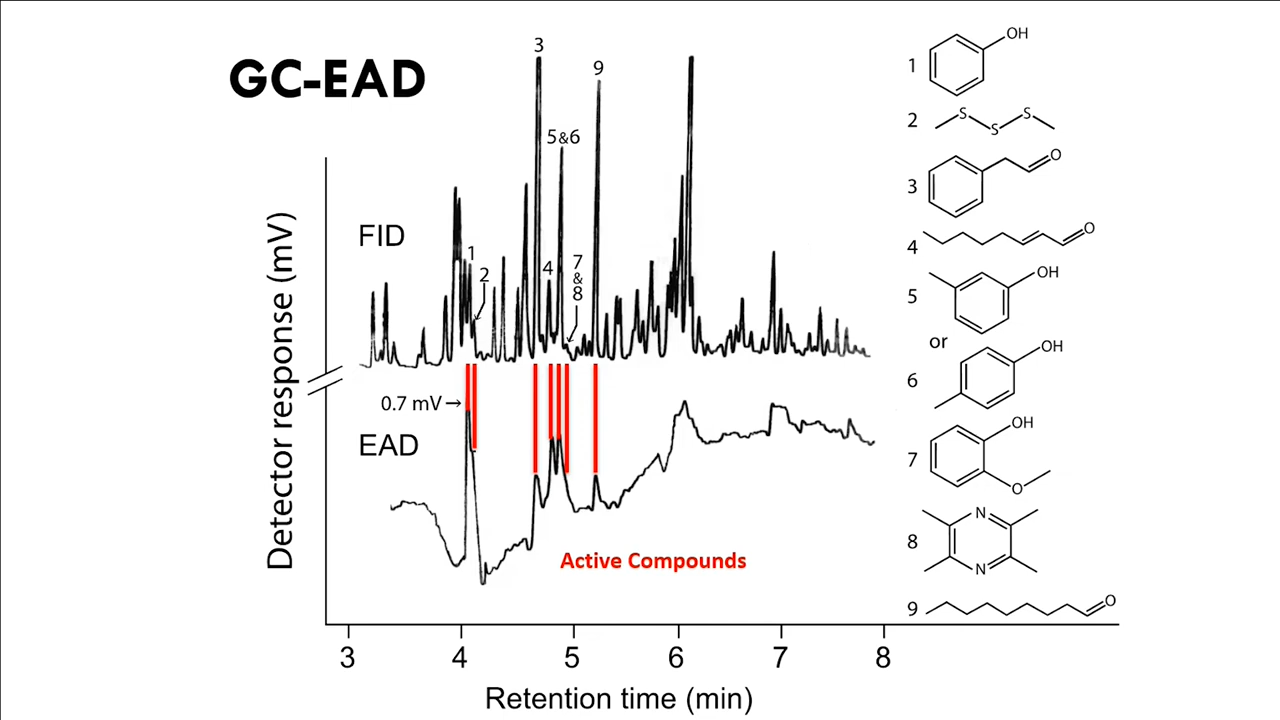 GC-EAD
Detector response (mV)
FID
EAD
0.7 mV→
1
2
3
4
5&6
7
&
8
9
Active Compounds
3 4 5 6 7 8
Retention time (min)
1
OH
2
S S S
3
O
4
O
5
OH
or
6
OH
7
OH
O
8
N
N
9
O